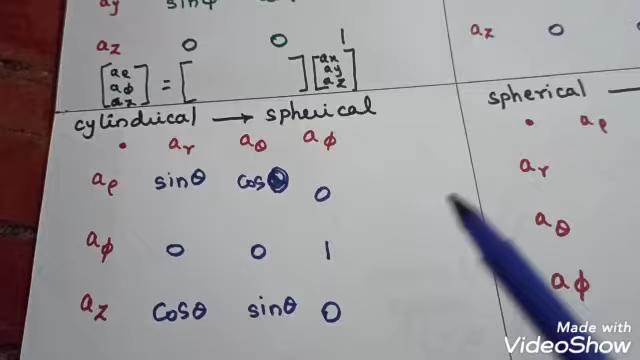 ay sinφ
az 0 0 1
az 0
[aρ aφ az] = [ ] [ax ay az]
cylindrical → spherical
· ar aθ aφ
aρ sinθ cosθ 0
aφ 0 0 1
az cosθ sinθ 0
spherical →
· aρ
ar
aθ
aφ
Made with
VideoShow